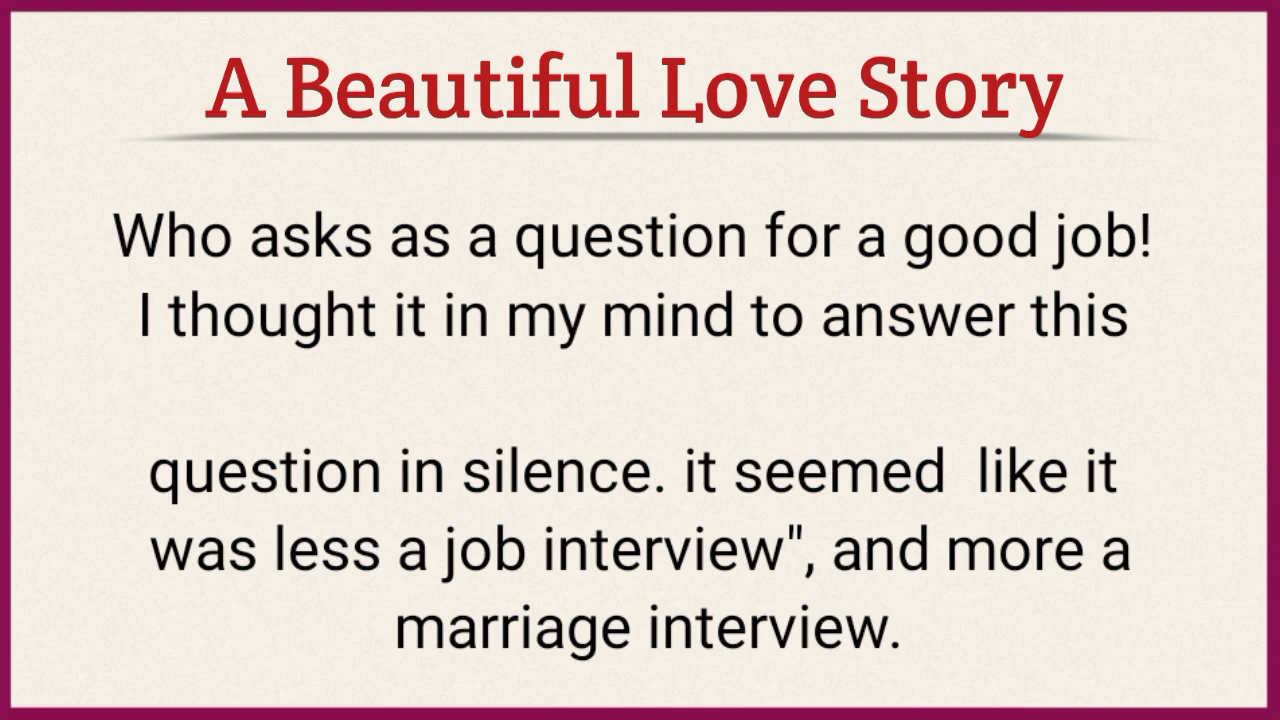 A Beautiful Love Story
Who asks as a question for a good job!
I thought it in my mind to answer this
question in silence. it seemed  like it
was less a job interview", and more a
marriage interview.